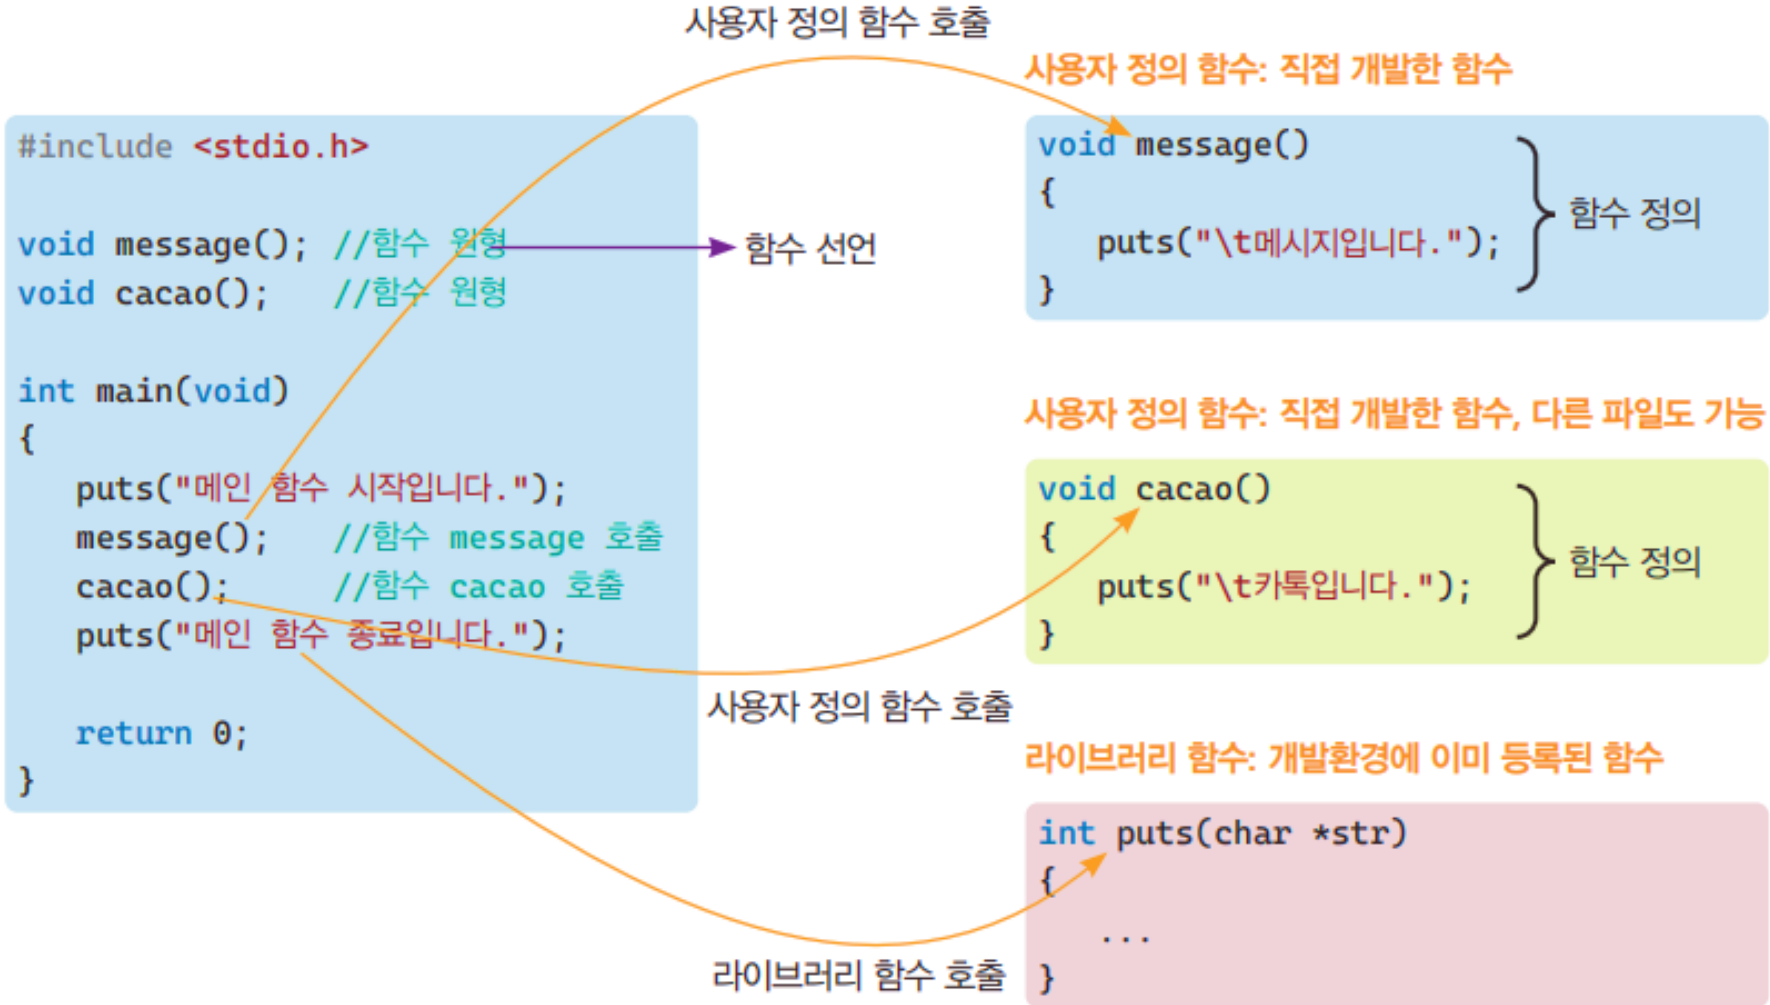 사용자 정의 함수 호출
#include <stdio.h>
void message(); //함수 원형
void cacao();   //함수 원형
int main(void)
{
   puts("메인 함수 시작입니다.");
   message();   //함수 message 호출
   cacao();     //함수 cacao 호출
   puts("메인 함수 종료입니다.");
   return 0;
}
함수 선언
사용자 정의 함수: 직접 개발한 함수
void message()
{
   puts("\t메시지입니다.");
}
함수 정의
사용자 정의 함수: 직접 개발한 함수, 다른 파일도 가능
void cacao()
{
   puts("\t카톡입니다.");
}
함수 정의
사용자 정의 함수 호출
라이브러리 함수: 개발환경에 이미 등록된 함수
int puts(char *str)
{
   ...
}
라이브러리 함수 호출